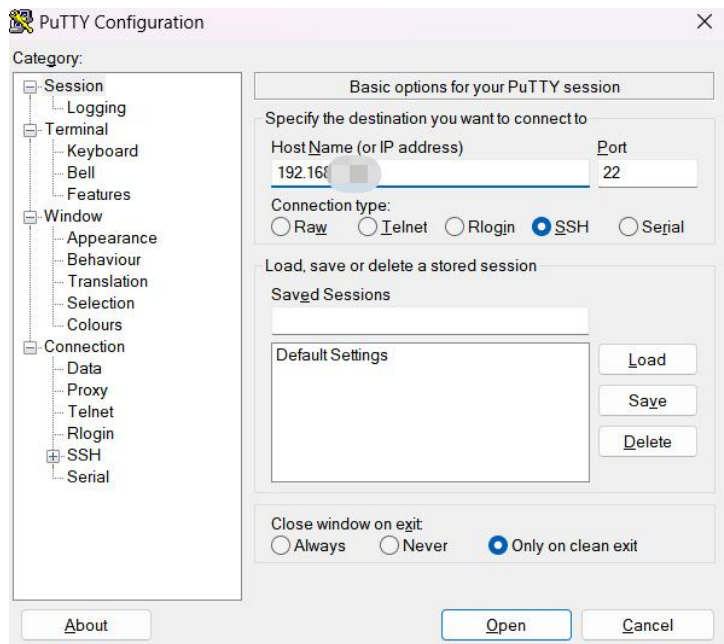 PuTTY Configuration
Category:
Session
Logging
Terminal
Keyboard
Bell
Features
Window
Appearance
Behaviour
Translation
Selection
Colours
Connection
Data
Proxy
Telnet
Rlogin
SSH
Serial
Basic options for your PuTTY session
Specify the destination you want to connect to
Host Name (or IP address) Port
192.168 22
Connection type:
Raw Telnet Rlogin SSH Serial
Load, save or delete a stored session
Saved Sessions
Default Settings
Load
Save
Delete
Close window on exit:
Always Never Only on clean exit
About Open Cancel